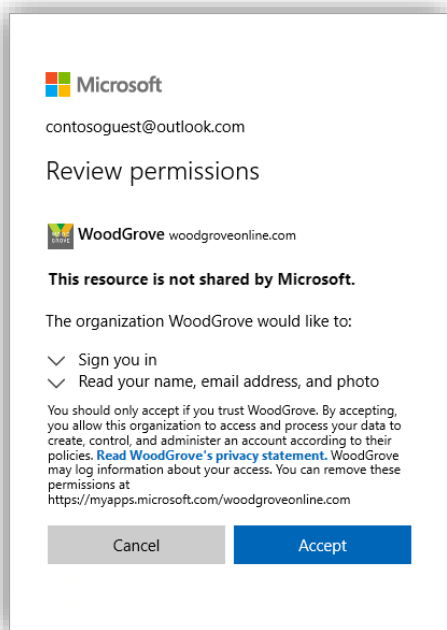 Microsoft
contosoguest@outlook.com
Review permissions
WoodGrove woodgroveonline.com
This resource is not shared by Microsoft.
The organization WoodGrove would like to:
Sign you in
Read your name, email address, and photo
You should only accept if you trust WoodGrove. By accepting,
you allow this organization to access and process your data to
create, control, and administer an account according to their
policies. Read WoodGrove's privacy statement. WoodGrove
may log information about your access. You can remove these
permissions at
https://myapps.microsoft.com/woodgroveonline.com
Cancel Accept